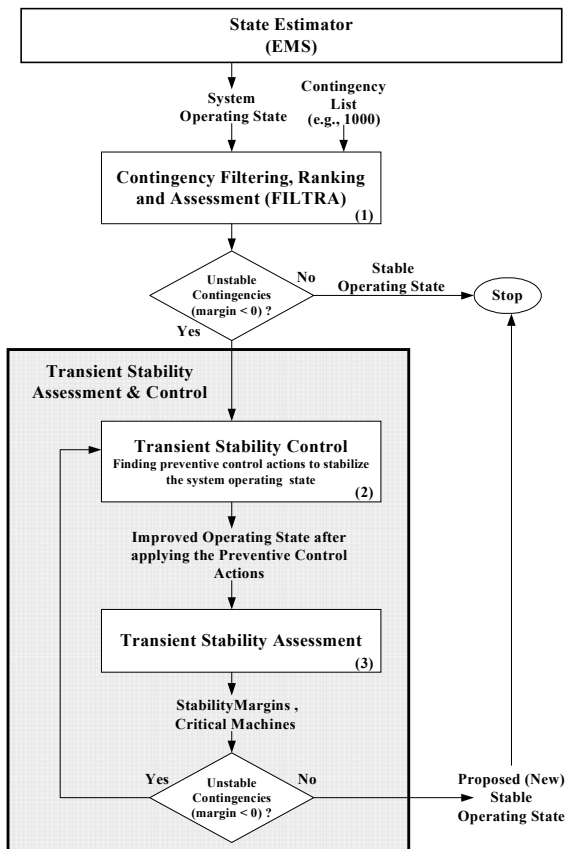 State Estimator
(EMS)
System
Operating State
Contingency
List
(e.g., 1000)
Contingency Filtering, Ranking
and Assessment (FILTRA)
(1)
Unstable
Contingencies
(margin < 0) ?
No
Stable
Operating State
Stop
Yes
Transient Stability
Assessment & Control
Transient Stability Control
Finding preventive control actions to stabilize
the system operating state
(2)
Improved Operating State after
applying the Preventive Control
Actions
Transient Stability Assessment
(3)
StabilityMargins ,
Critical Machines
Yes
Unstable
Contingencies
(margin < 0) ?
No
Proposed (New)
Stable
Operating State